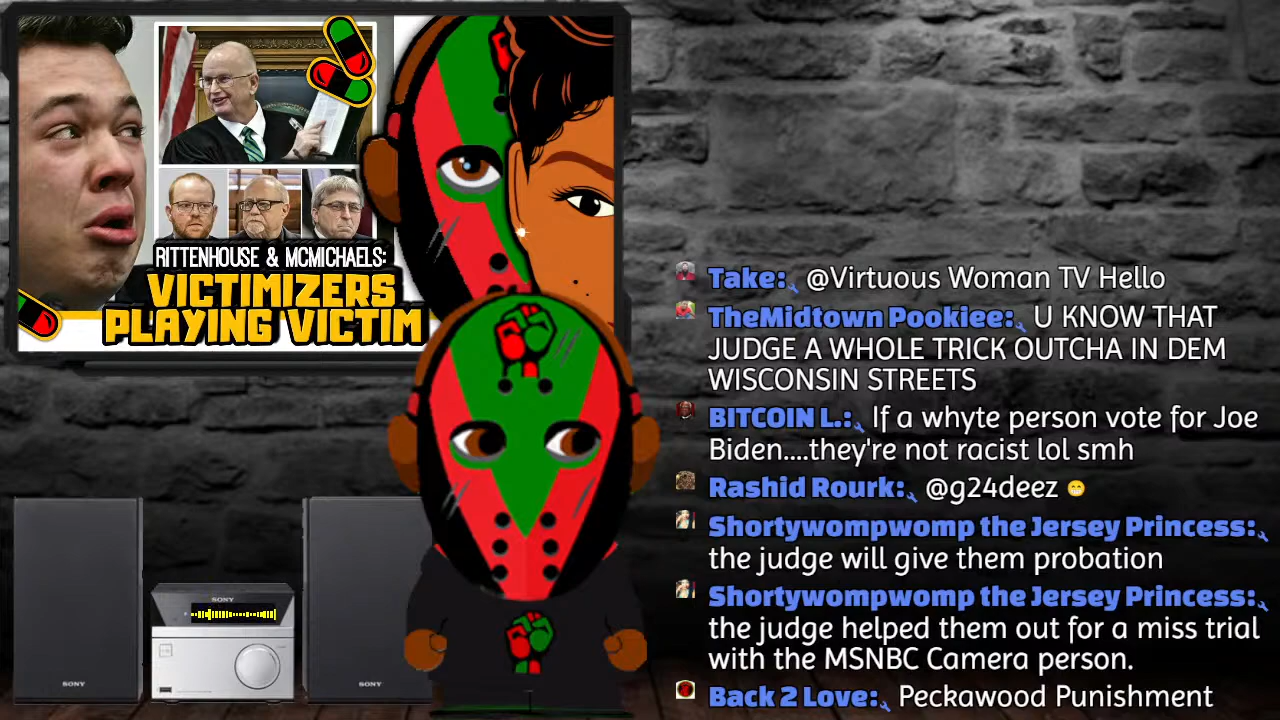 RITTENHOUSE & MCMICHAELS:
VICTIMIZERS
PLAYING VICTIM
SONY
SONY
SONY
Take: @Virtuous Woman TV Hello
TheMidtown Pookiee: U KNOW THAT
JUDGE A WHOLE TRICK OUTCHA IN DEM
WISCONSIN STREETS
BITCOIN L.: If a whyte person vote for Joe
Biden....they're not racist lol smh
Rashid Rourk: @g24deez 😁
Shortywompwomp the Jersey Princess:
the judge will give them probation
Shortywompwomp the Jersey Princess:
the judge helped them out for a miss trial
with the MSNBC Camera person.
Back 2 Love: Peckawood Punishment